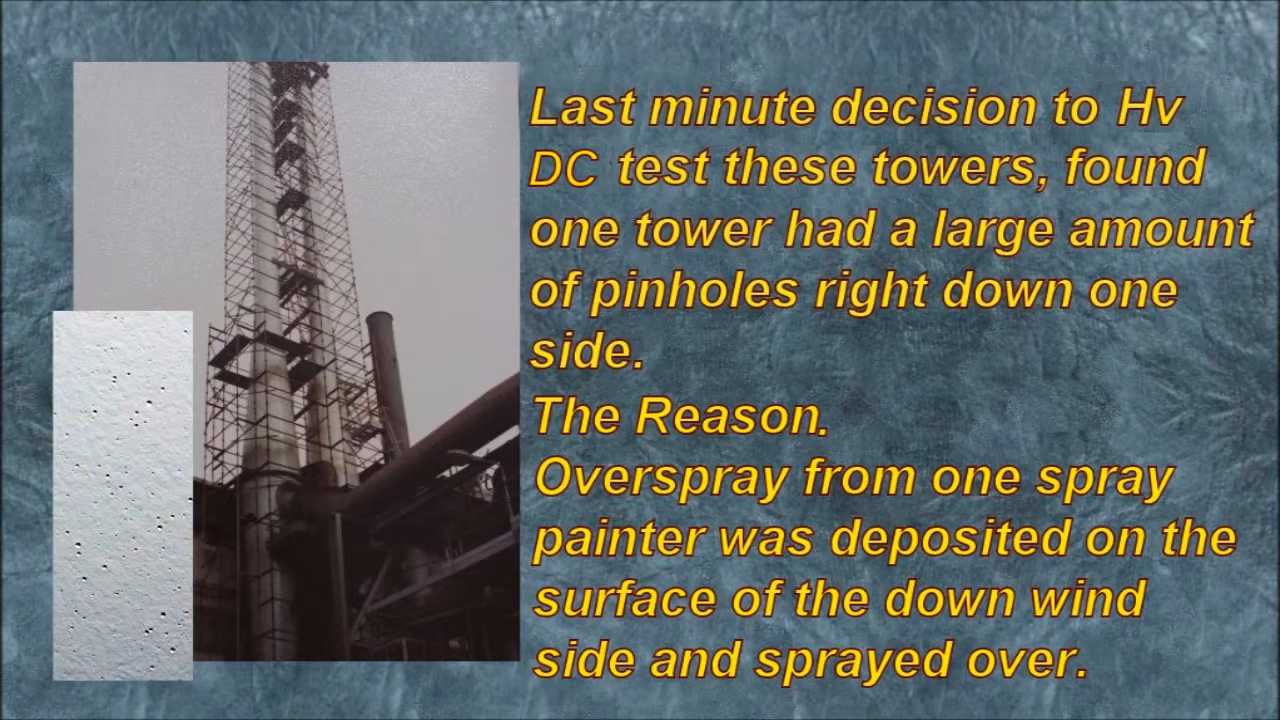 Last minute decision to Hv
DC test these towers, found
one tower had a large amount
of pinholes right down one
side.
The Reason.
Overspray from one spray
painter was deposited on the
surface of the down wind
side and sprayed over.